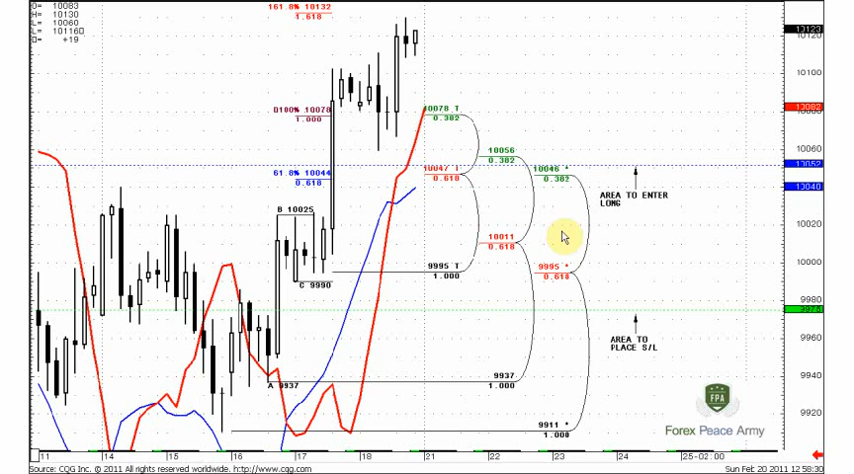 O= 10083
H= 10130
L= 10060
L= 10116
Δ= +19
161.8% 10132
1.618
0100% 10078
1.000
61.8% 10044
0.618
B 10025
C 9990
A 9937
10078 T
0.382
10047 T
0.618
9995 T
1.000
10056
0.382
10011
0.618
9937
1.000
10046 *
0.382
9995 *
0.618
9911 *
1.000
AREA TO ENTER
LONG
AREA TO
PLACE S/L
10123
10120
10100
10082
10060
10052
10040
10020
10000
9980
9975
9960
9940
9920
FPA
Forex Peace Army
11 14 15 16 17 18 21 22 23 24 25-02:00
Source: CQG Inc. © 2011 All rights reserved worldwide. http://www.cqg.com
Sun Feb 20 2011 12:58:30